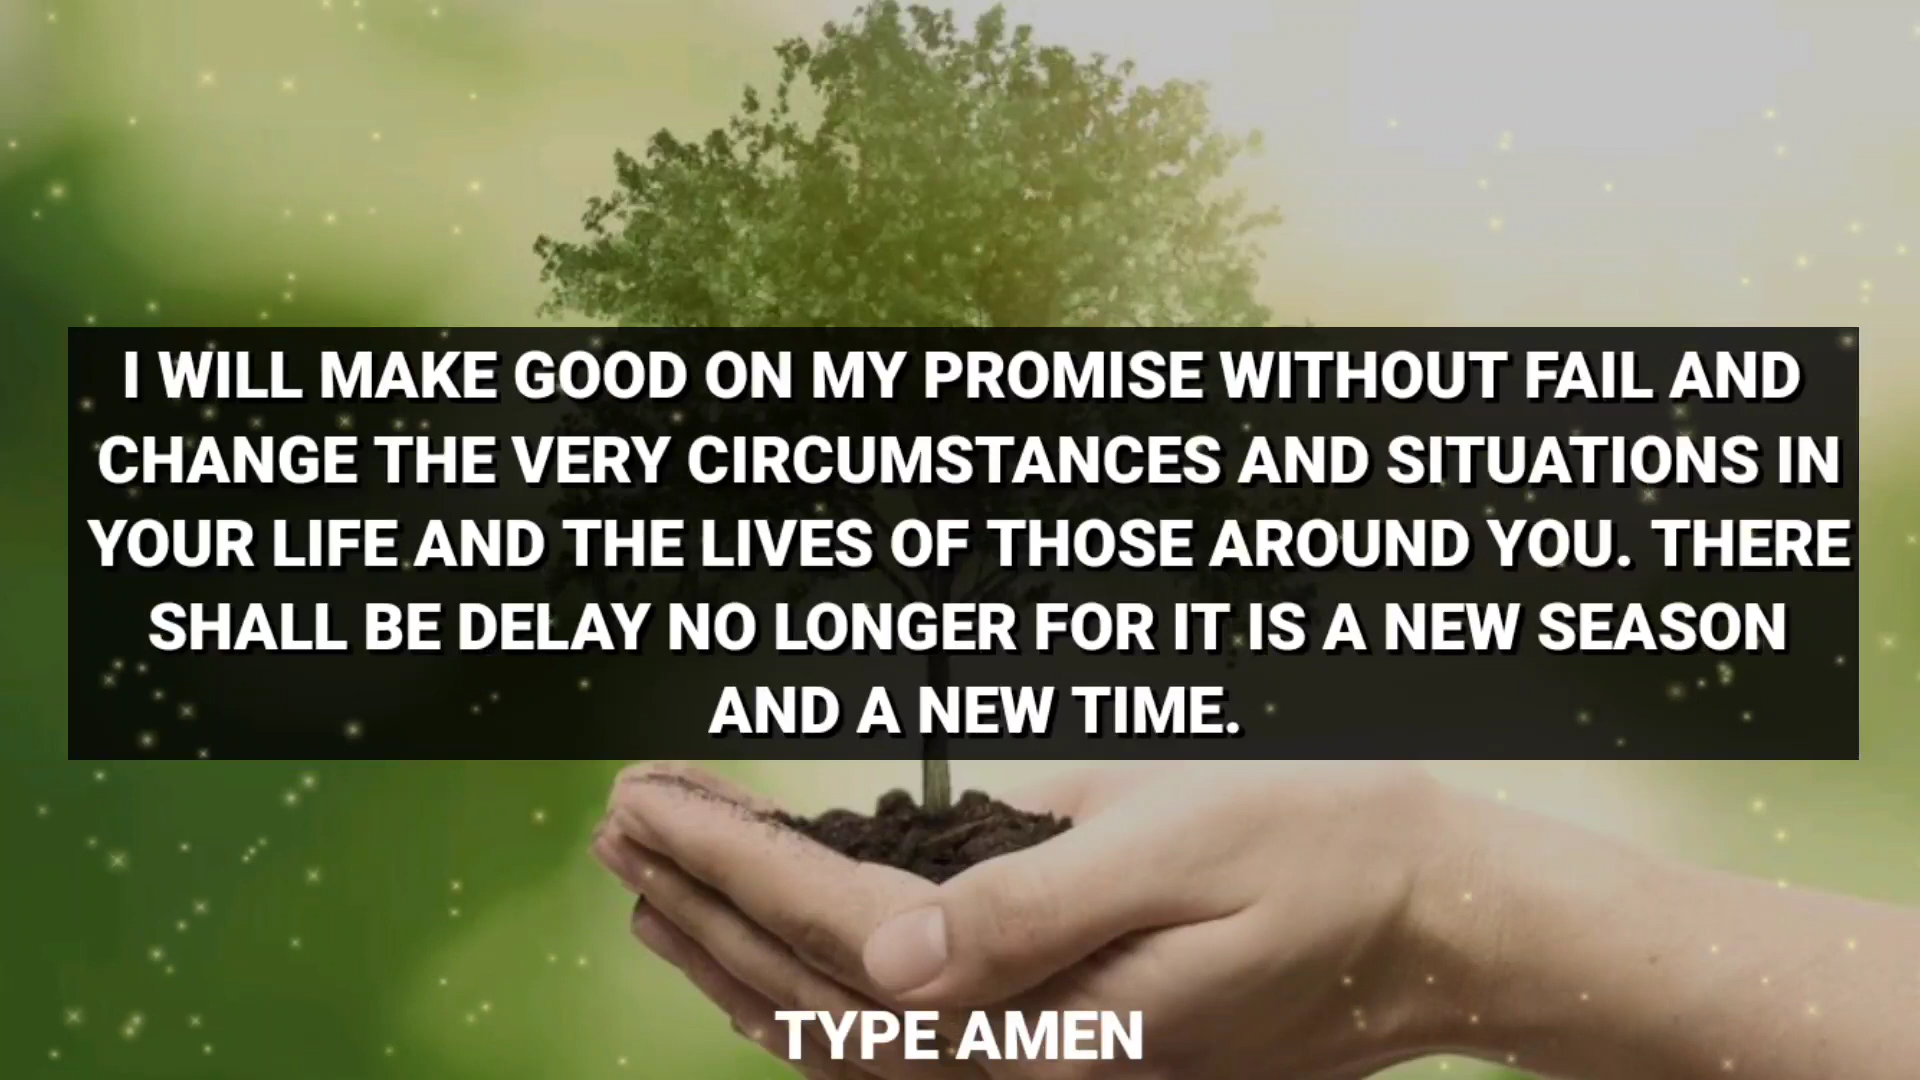 I WILL MAKE GOOD ON MY PROMISE WITHOUT FAIL AND
CHANGE THE VERY CIRCUMSTANCES AND SITUATIONS IN
YOUR LIFE AND THE LIVES OF THOSE AROUND YOU. THERE
SHALL BE DELAY NO LONGER FOR IT IS A NEW SEASON
AND A NEW TIME.
TYPE AMEN